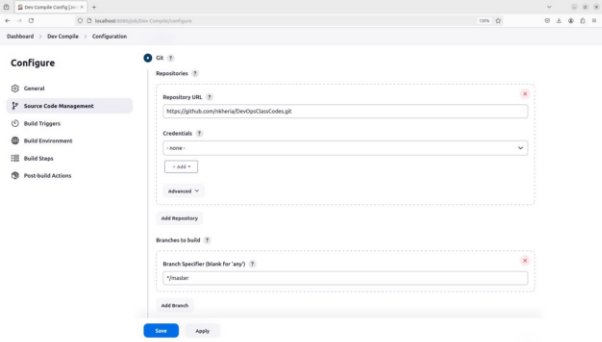 Dev Compile Config [Jen
localhost:8080/job/Dev Compile/configure
120%
Dashboard > Dev Compile > Configuration
Configure
General
Source Code Management
Build Triggers
Build Environment
Build Steps
Post-build Actions
Git ?
Repositories ?
Repository URL ?
https://github.com/nkheria/DevOpsClassCodes.git
Credentials ?
- none -
+ Add
Advanced
Add Repository
Branches to build ?
Branch Specifier (blank for 'any') ?
*/master
Add Branch
Save
Apply